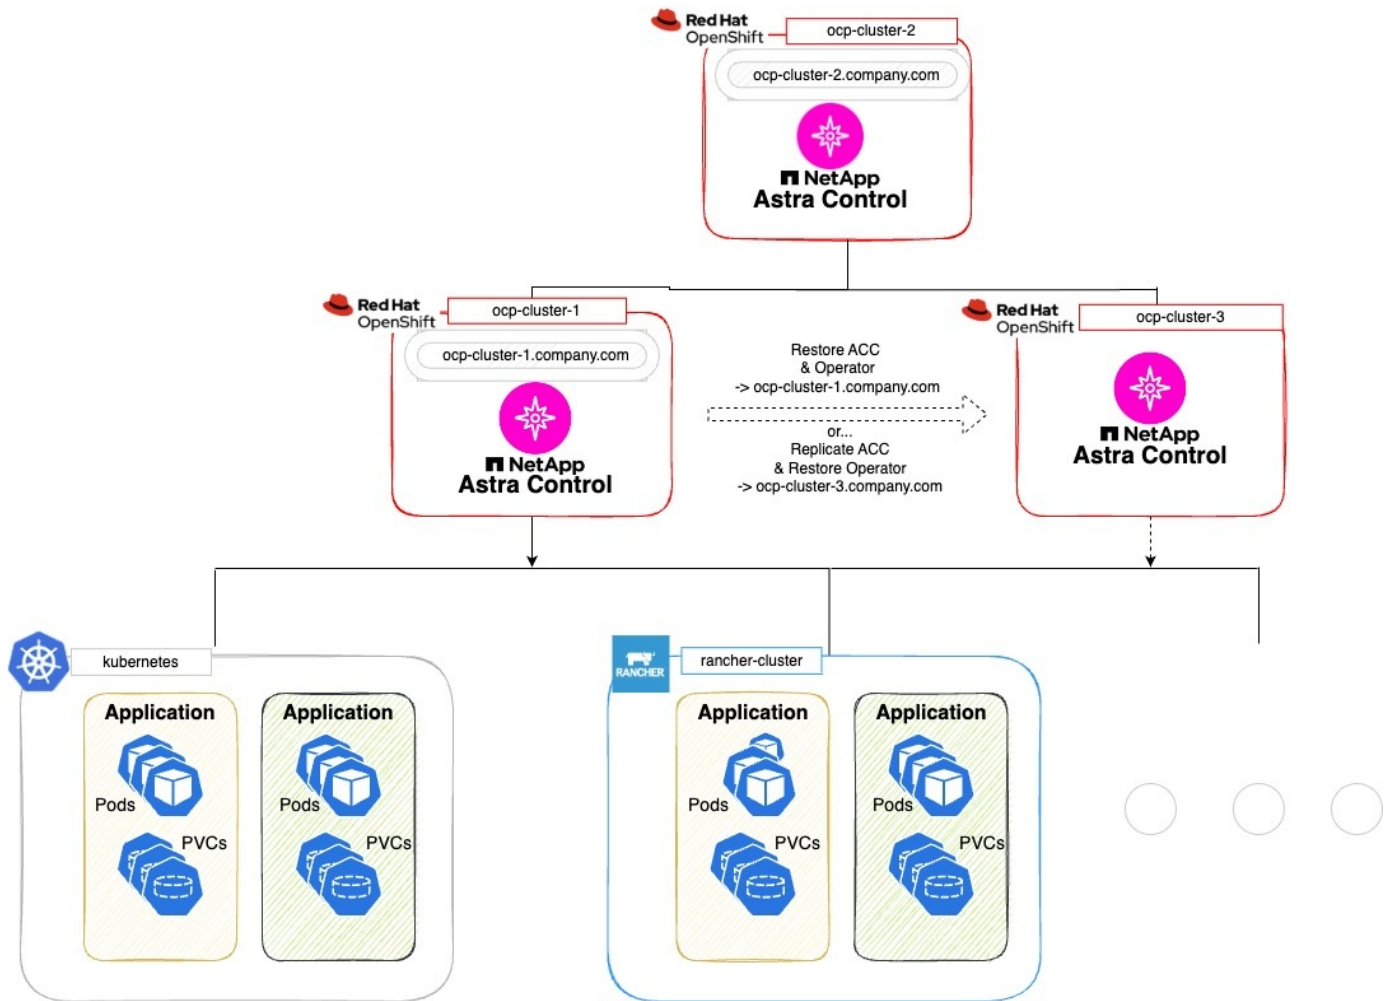 Red Hat
OpenShift
ocp-cluster-2
ocp-cluster-2.company.com
NetApp
Astra Control
Red Hat
OpenShift
ocp-cluster-1
ocp-cluster-1.company.com
NetApp
Astra Control
Restore ACC
& Operator
-> ocp-cluster-1.company.com
or...
Replicate ACC
& Restore Operator
-> ocp-cluster-3.company.com
Red Hat
OpenShift
ocp-cluster-3
NetApp
Astra Control
kubernetes
Application
Pods
PVCs
Application
Pods
PVCs
RANCHER
rancher-cluster
Application
Pods
PVCs
Application
Pods
PVCs